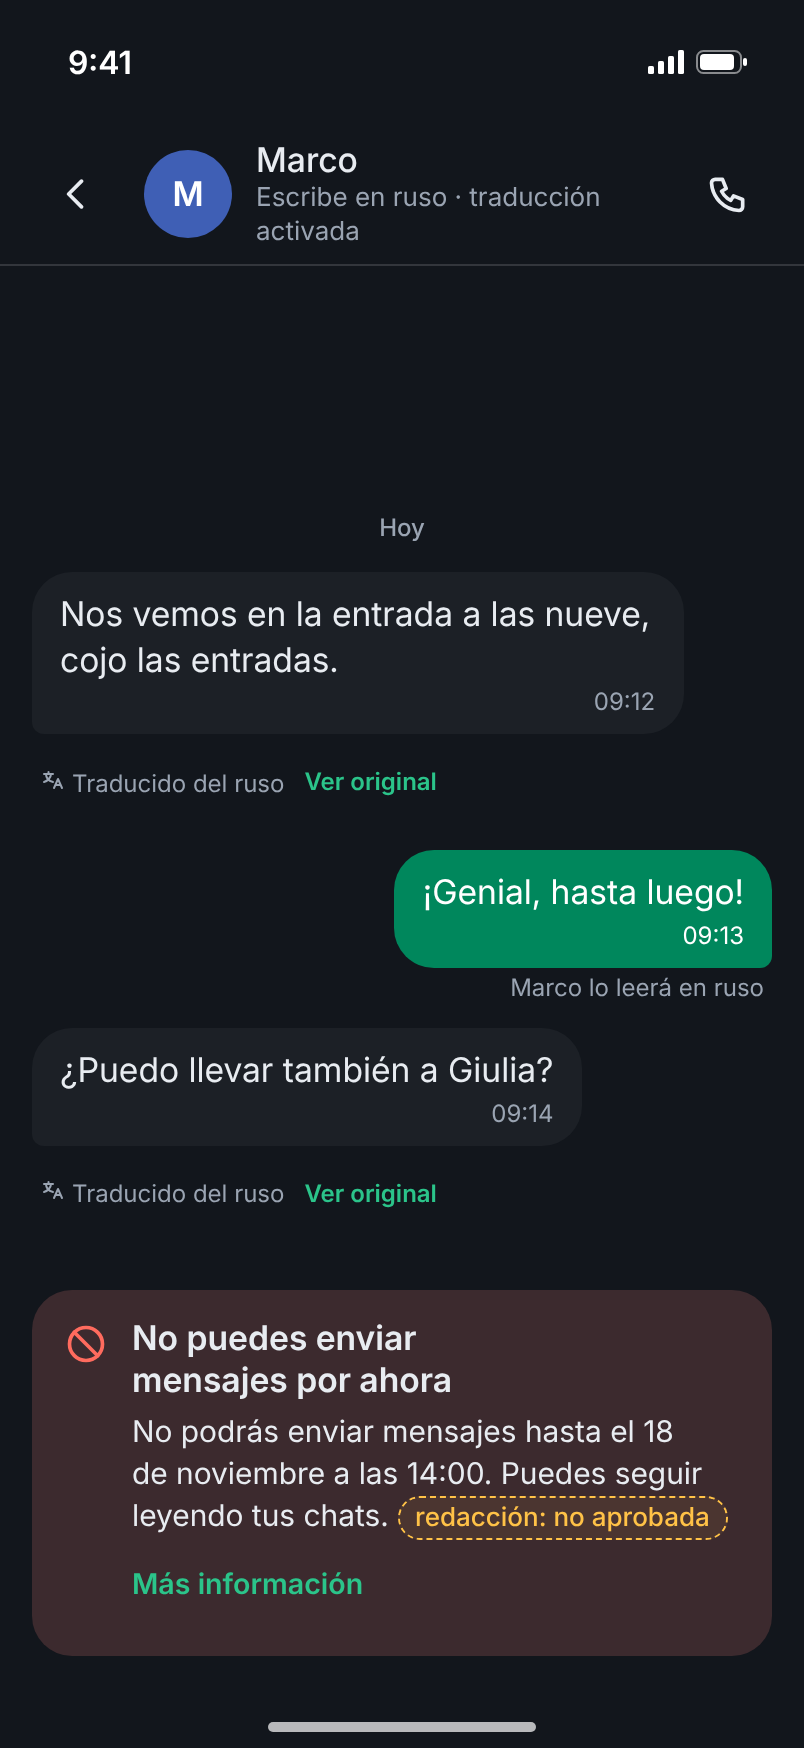 9:41
Marco
Escribe en ruso · traducción
activada
M
Hoy
Nos vemos en la entrada a las nueve,
cojo las entradas.
09:12
Traducido del ruso Ver original
¡Genial, hasta luego!
09:13
Marco lo leerá en ruso
¿Puedo llevar también a Giulia?
09:14
Traducido del ruso Ver original
No puedes enviar
mensajes por ahora
No podrás enviar mensajes hasta el 18
de noviembre a las 14:00. Puedes seguir
leyendo tus chats. redacción: no aprobada
Más información